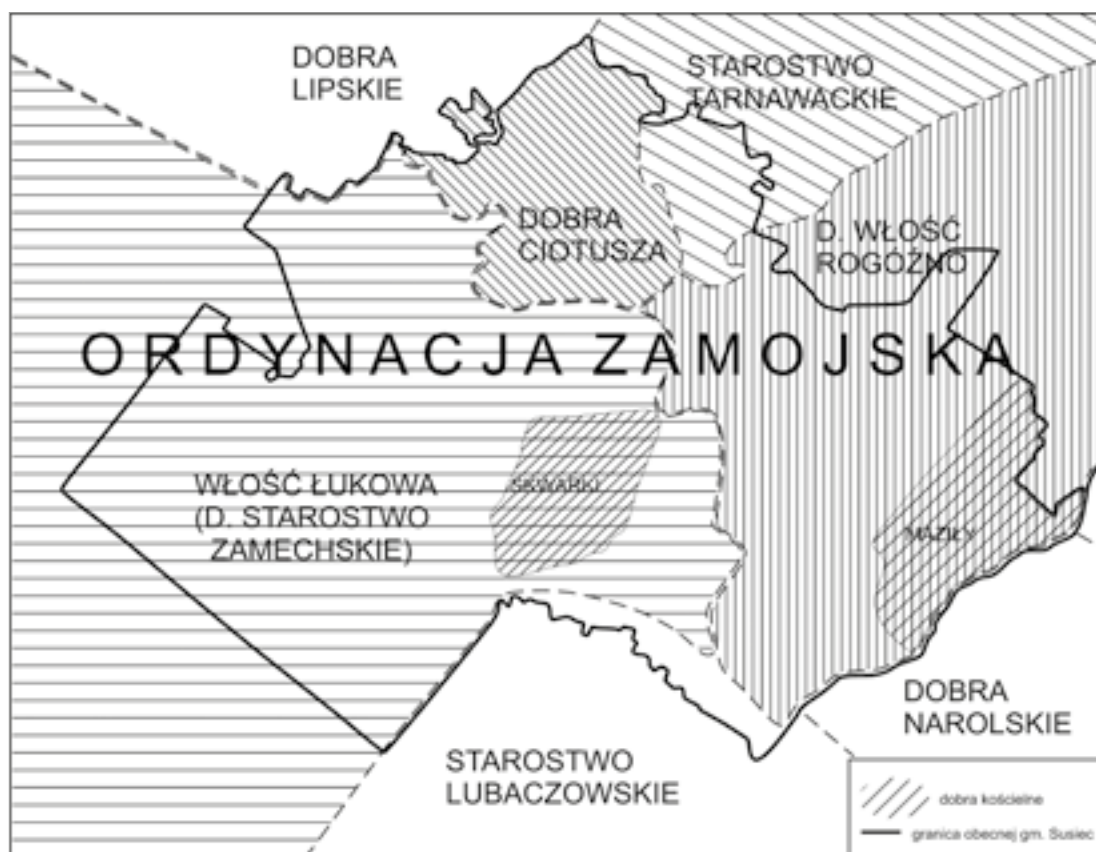 DOBRA
LIPSKIE
STAROSTWO
TARNAWACKIE
DOBRA
CIOTUSZA
D. WŁOŚĆ
ROGÓŹNO
ORDYNACJA ZAMOJSKA
WŁOŚĆ ŁUKOWA
(D. STAROSTWO
ZAMECHSKIE)
SKWARKI
MAZIŁY
DOBRA
NAROLSKIE
STAROSTWO
LUBACZOWSKIE
dobra kościelne
granica obecnej gm. Susiec